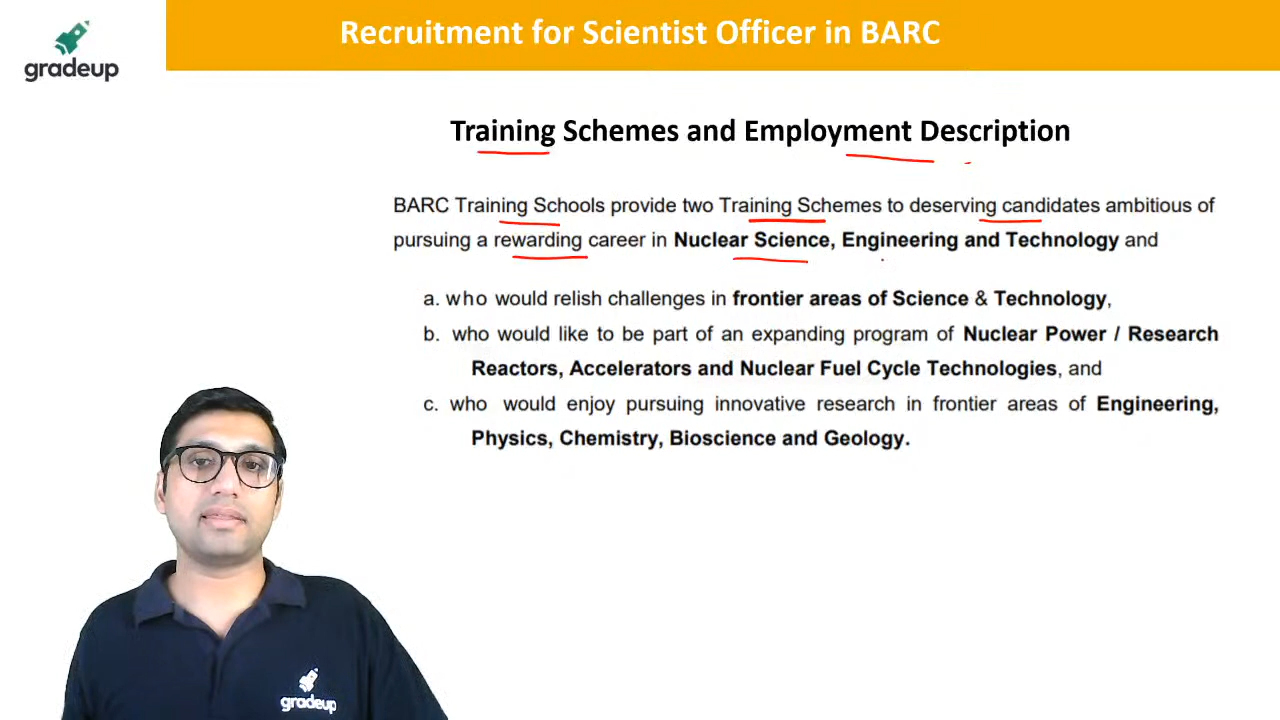 Recruitment for Scientist Officer in BARC
gradeup
Training Schemes and Employment Description
BARC Training Schools provide two Training Schemes to deserving candidates ambitious of
pursuing a rewarding career in Nuclear Science, Engineering and Technology and
a. who would relish challenges in frontier areas of Science & Technology,
b. who would like to be part of an expanding program of Nuclear Power / Research
Reactors, Accelerators and Nuclear Fuel Cycle Technologies, and
c. who would enjoy pursuing innovative research in frontier areas of Engineering,
Physics, Chemistry, Bioscience and Geology.
gradeup